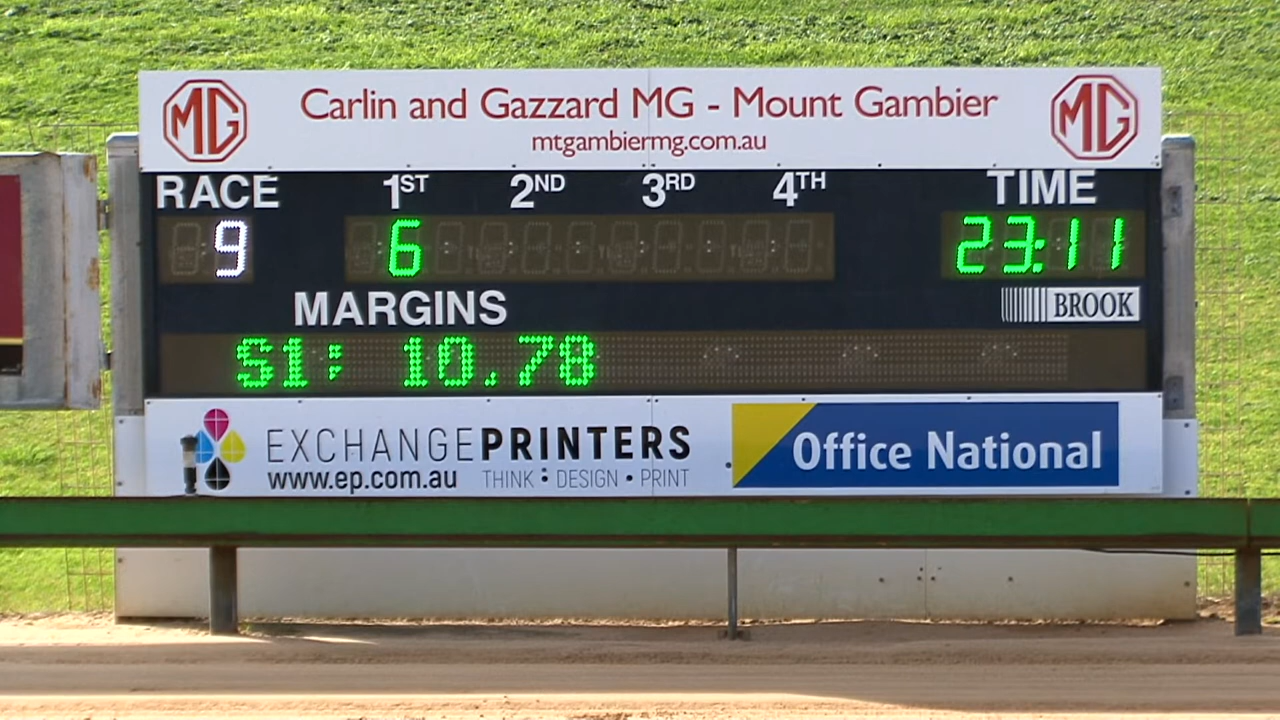 MG Carlin and Gazzard MG - Mount Gambier MG
mtgambiermg.com.au
RACE 1ST 2ND 3RD 4TH TIME
9 6 23:11
MARGINS BROOK
S1: 10.78
EXCHANGEPRINTERS
www.ep.com.au THINK : DESIGN • PRINT
Office National